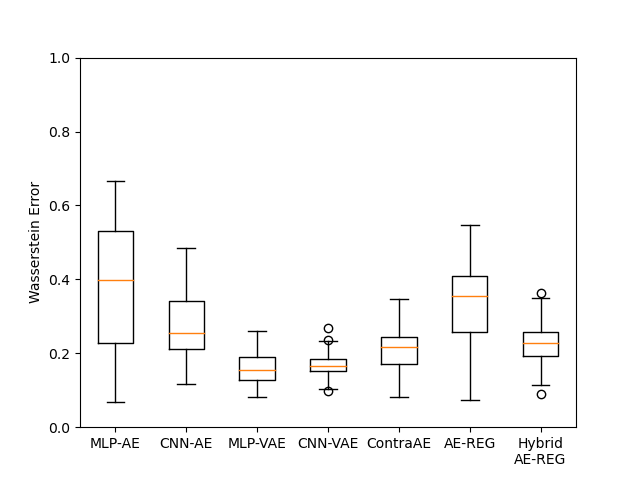 1.0
0.8
0.6
0.4
0.2
0.0
Wasserstein Error
MLP-AE CNN-AE MLP-VAE CNN-VAE ContraAE AE-REG Hybrid
AE-REG